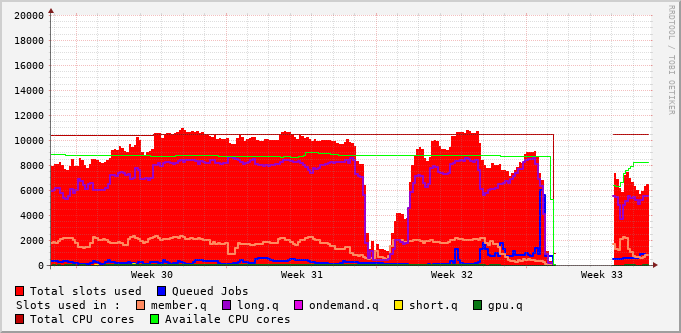 20000
18000
16000
14000
12000
10000
8000
6000
4000
2000
0
Week 30 Week 31 Week 32 Week 33
Total slots used Queued Jobs
Slots used in : member.q long.q ondemand.q short.q gpu.q
Total CPU cores Availale CPU cores
RRDTOOL / TOBI OETIKER